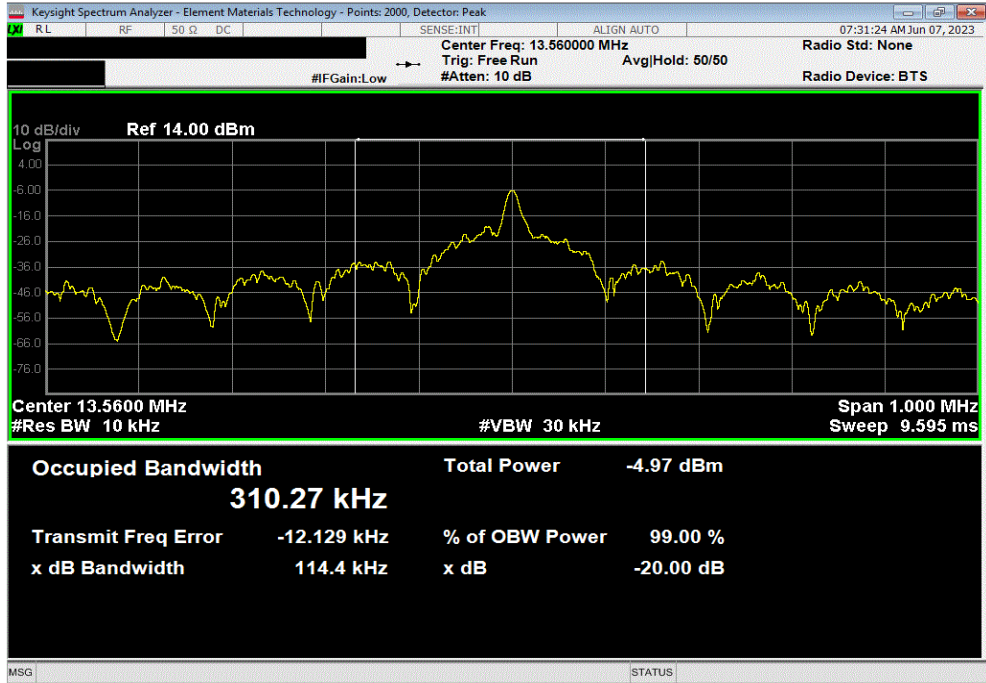 Keysight Spectrum Analyzer - Element Materials Technology - Points: 2000, Detector: Peak
LXI RL RF 50 Ω DC SENSE:INT ALIGN AUTO 07:31:24 AM Jun 07, 2023
Center Freq: 13.560000 MHz Radio Std: None
Trig: Free Run Avg|Hold: 50/50
#IFGain:Low #Atten: 10 dB Radio Device: BTS
10 dB/div Ref 14.00 dBm
Log
4.00
-6.00
-16.0
-26.0
-36.0
-46.0
-56.0
-66.0
-76.0
Center 13.5600 MHz Span 1.000 MHz
#Res BW 10 kHz #VBW 30 kHz Sweep 9.595 ms
Occupied Bandwidth Total Power -4.97 dBm
310.27 kHz
Transmit Freq Error -12.129 kHz % of OBW Power 99.00 %
x dB Bandwidth 114.4 kHz x dB -20.00 dB
MSG STATUS